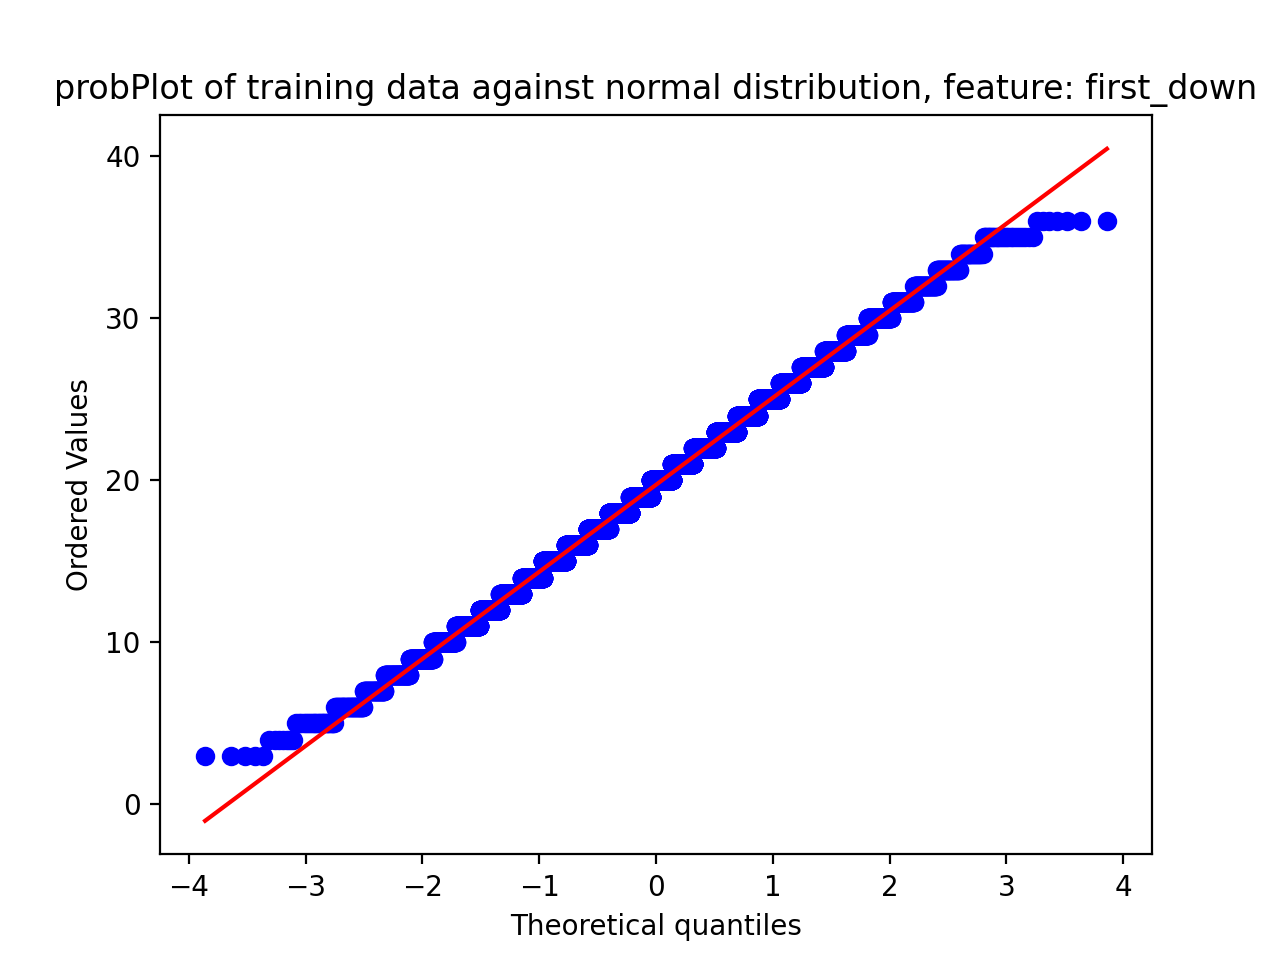 probPlot of training data against normal distribution, feature: first_down
40
30
20
10
0
Ordered Values
−4 −3 −2 −1 0 1 2 3 4
Theoretical quantiles